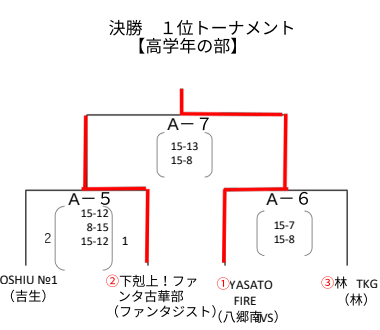 決勝　１位トーナメント
【高学年の部】
Ａ－７
15-13
15-8
Ａ－５
Ａ－６
15-12
8-15
15-12
2
1
15-7
15-8
OSHIU №1
（吉生）
②下剋上！ファ
ンタ古華部
（ファンタジスト）
①YASATO
FIRE
（八郷南VS）
③林　TKG
（林）